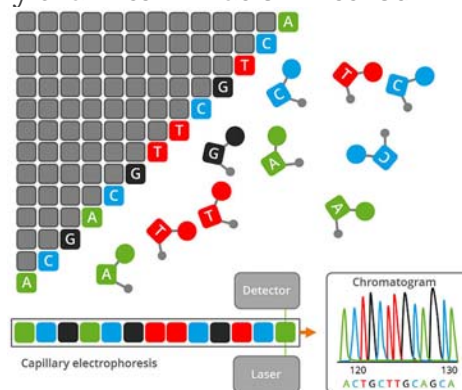 A
C
T
G
C
T
T
G
C
A
G
C
A
T
C
C
G
A
C
T
A
T
A
Detector
Capillary electrophoresis
Laser
Chromatogram
120 130
ACTGCTTGCAGCA